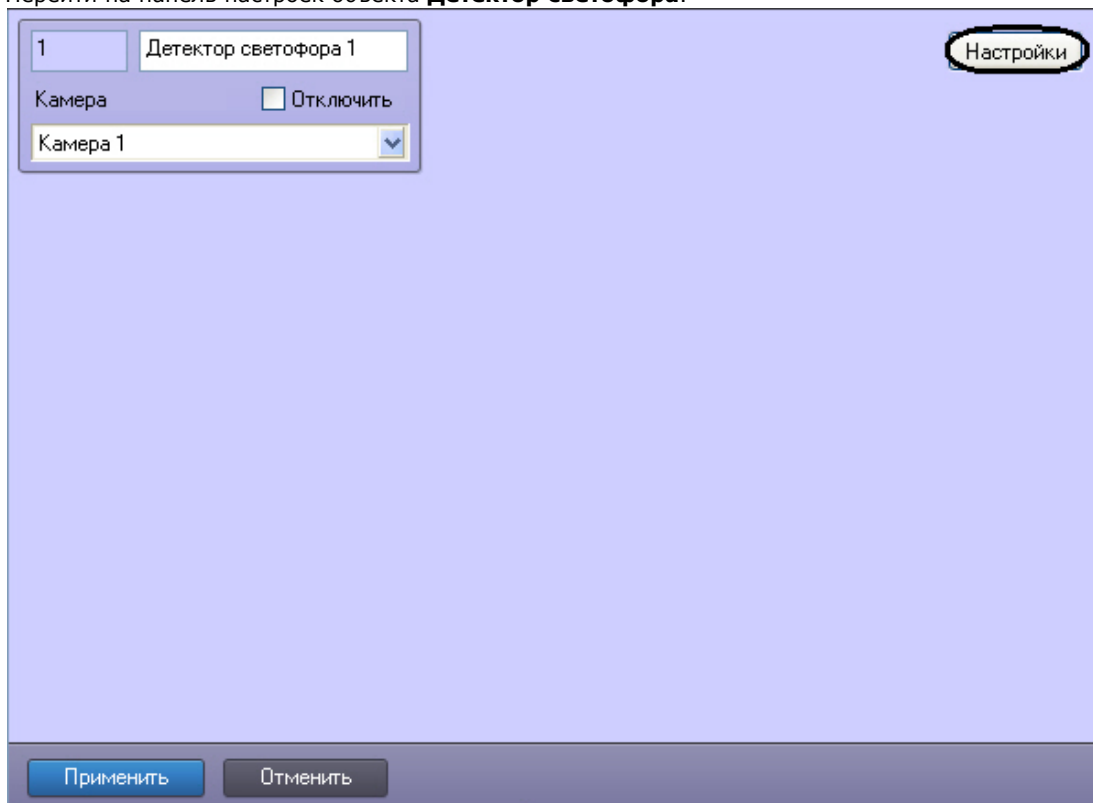 Перейти на панель настроек объекта Детектор светофора.
1 Детектор светофора 1 Настройки
Камера Отключить
Камера 1
Применить Отменить